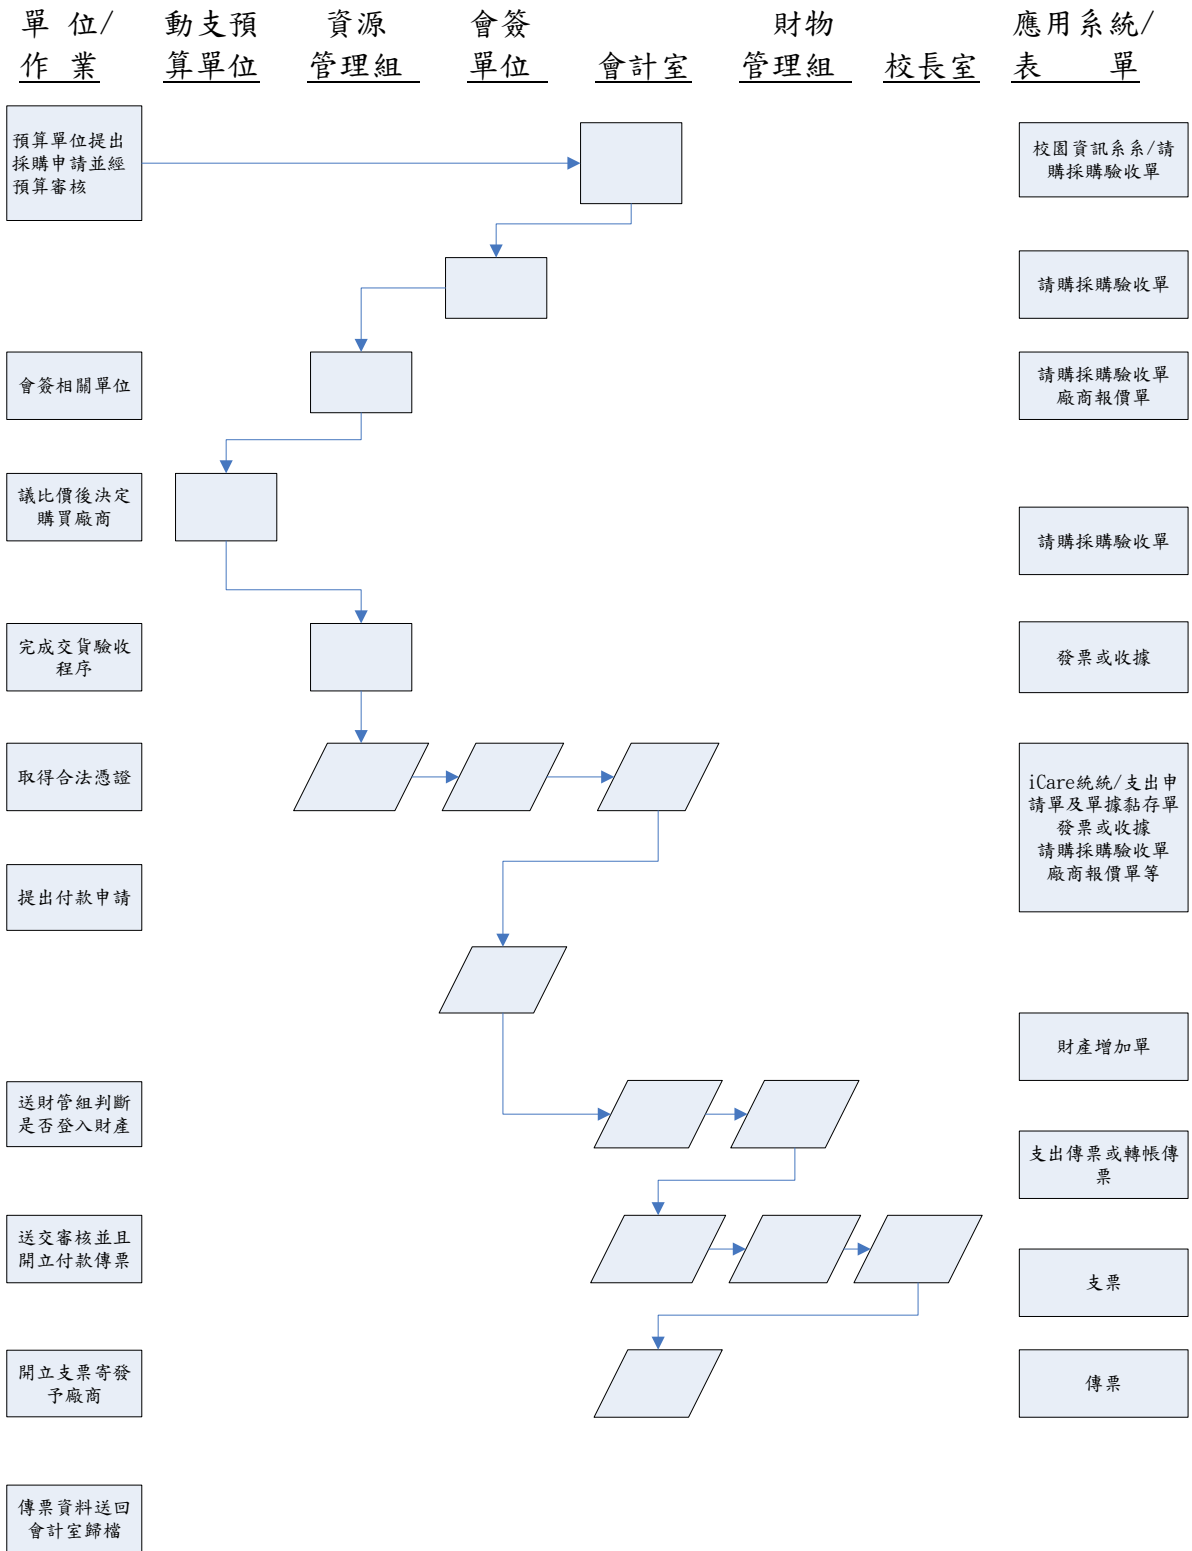 單 位/
作 業
動支預
算單位
資源
管理組
會簽
單位
會計室
財物
管理組
校長室
應用系統/
表 單
預算單位提出
採購申請並經
預算審核
校園資訊系系/請
購採購驗收單
請購採購驗收單
會簽相關單位
請購採購驗收單
廠商報價單
議比價後決定
購買廠商
請購採購驗收單
完成交貨驗收
程序
發票或收據
取得合法憑證
iCare統統/支出申
請單及單據黏存單
發票或收據
請購採購驗收單
廠商報價單等
提出付款申請
財產增加單
送財管組判斷
是否登入財產
支出傳票或轉帳傳
票
送交審核並且
開立付款傳票
支票
開立支票寄發
予廠商
傳票
傳票資料送回
會計室歸檔